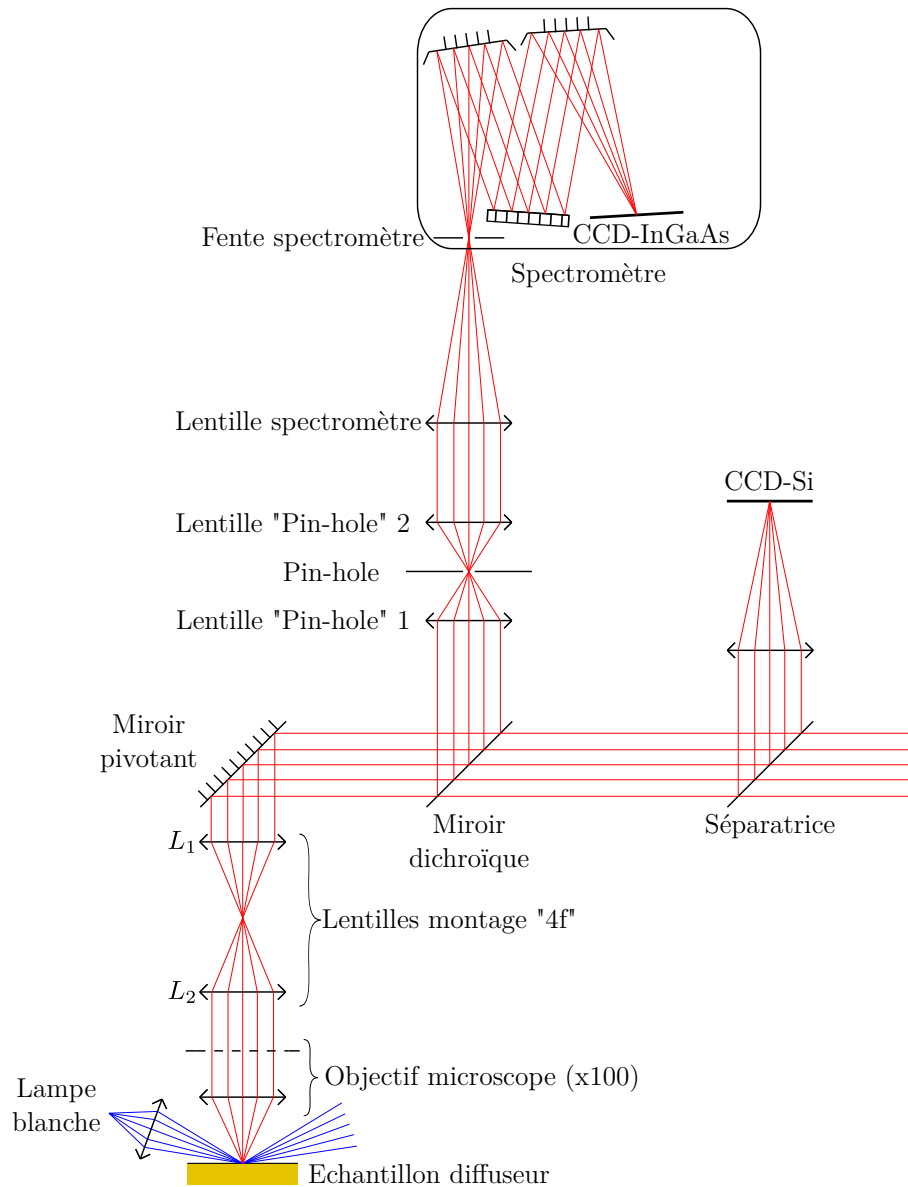 CCD-InGaAs
Fente spectromètre
Spectromètre
Lentille spectromètre
CCD-Si
Lentille "Pin-hole" 2
Pin-hole
Lentille "Pin-hole" 1
Miroir
pivotant
Miroir
dichroïque
Séparatrice
L1
Lentilles montage "4f"
L2
Objectif microscope (x100)
Lampe
blanche
Echantillon diffuseur